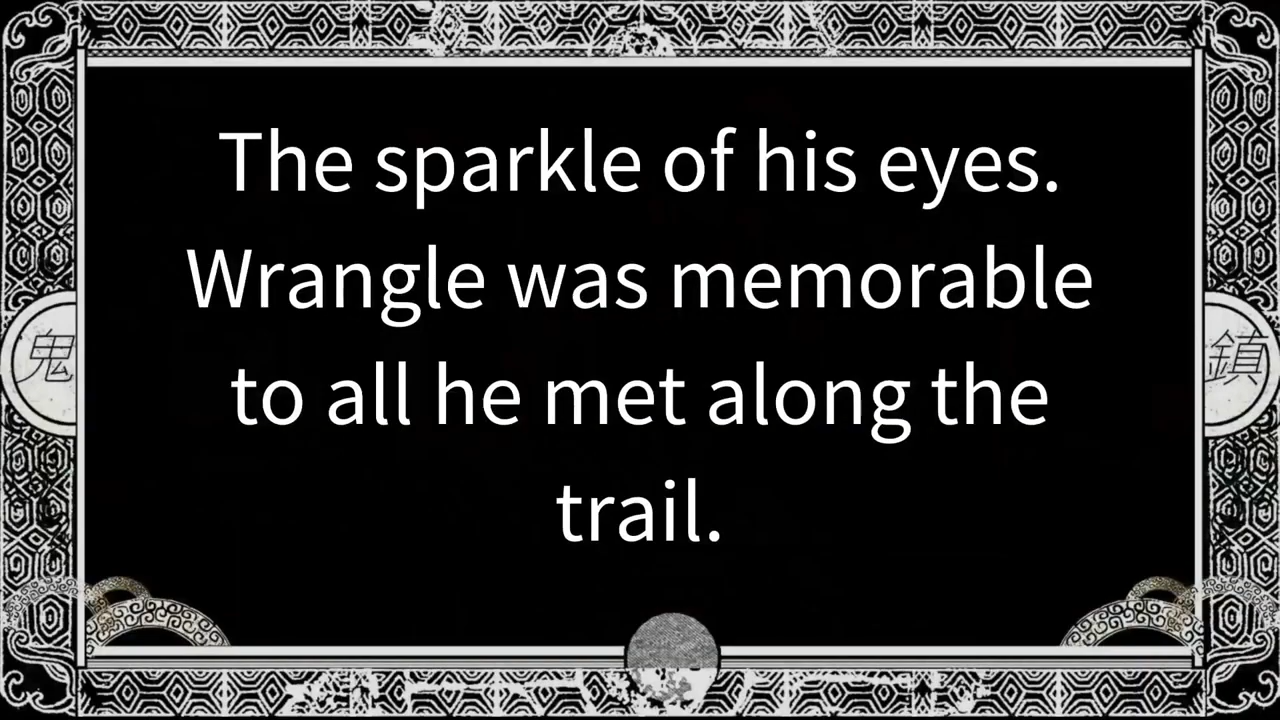 The sparkle of his eyes.
Wrangle was memorable
to all he met along the
trail.
鬼
鎮